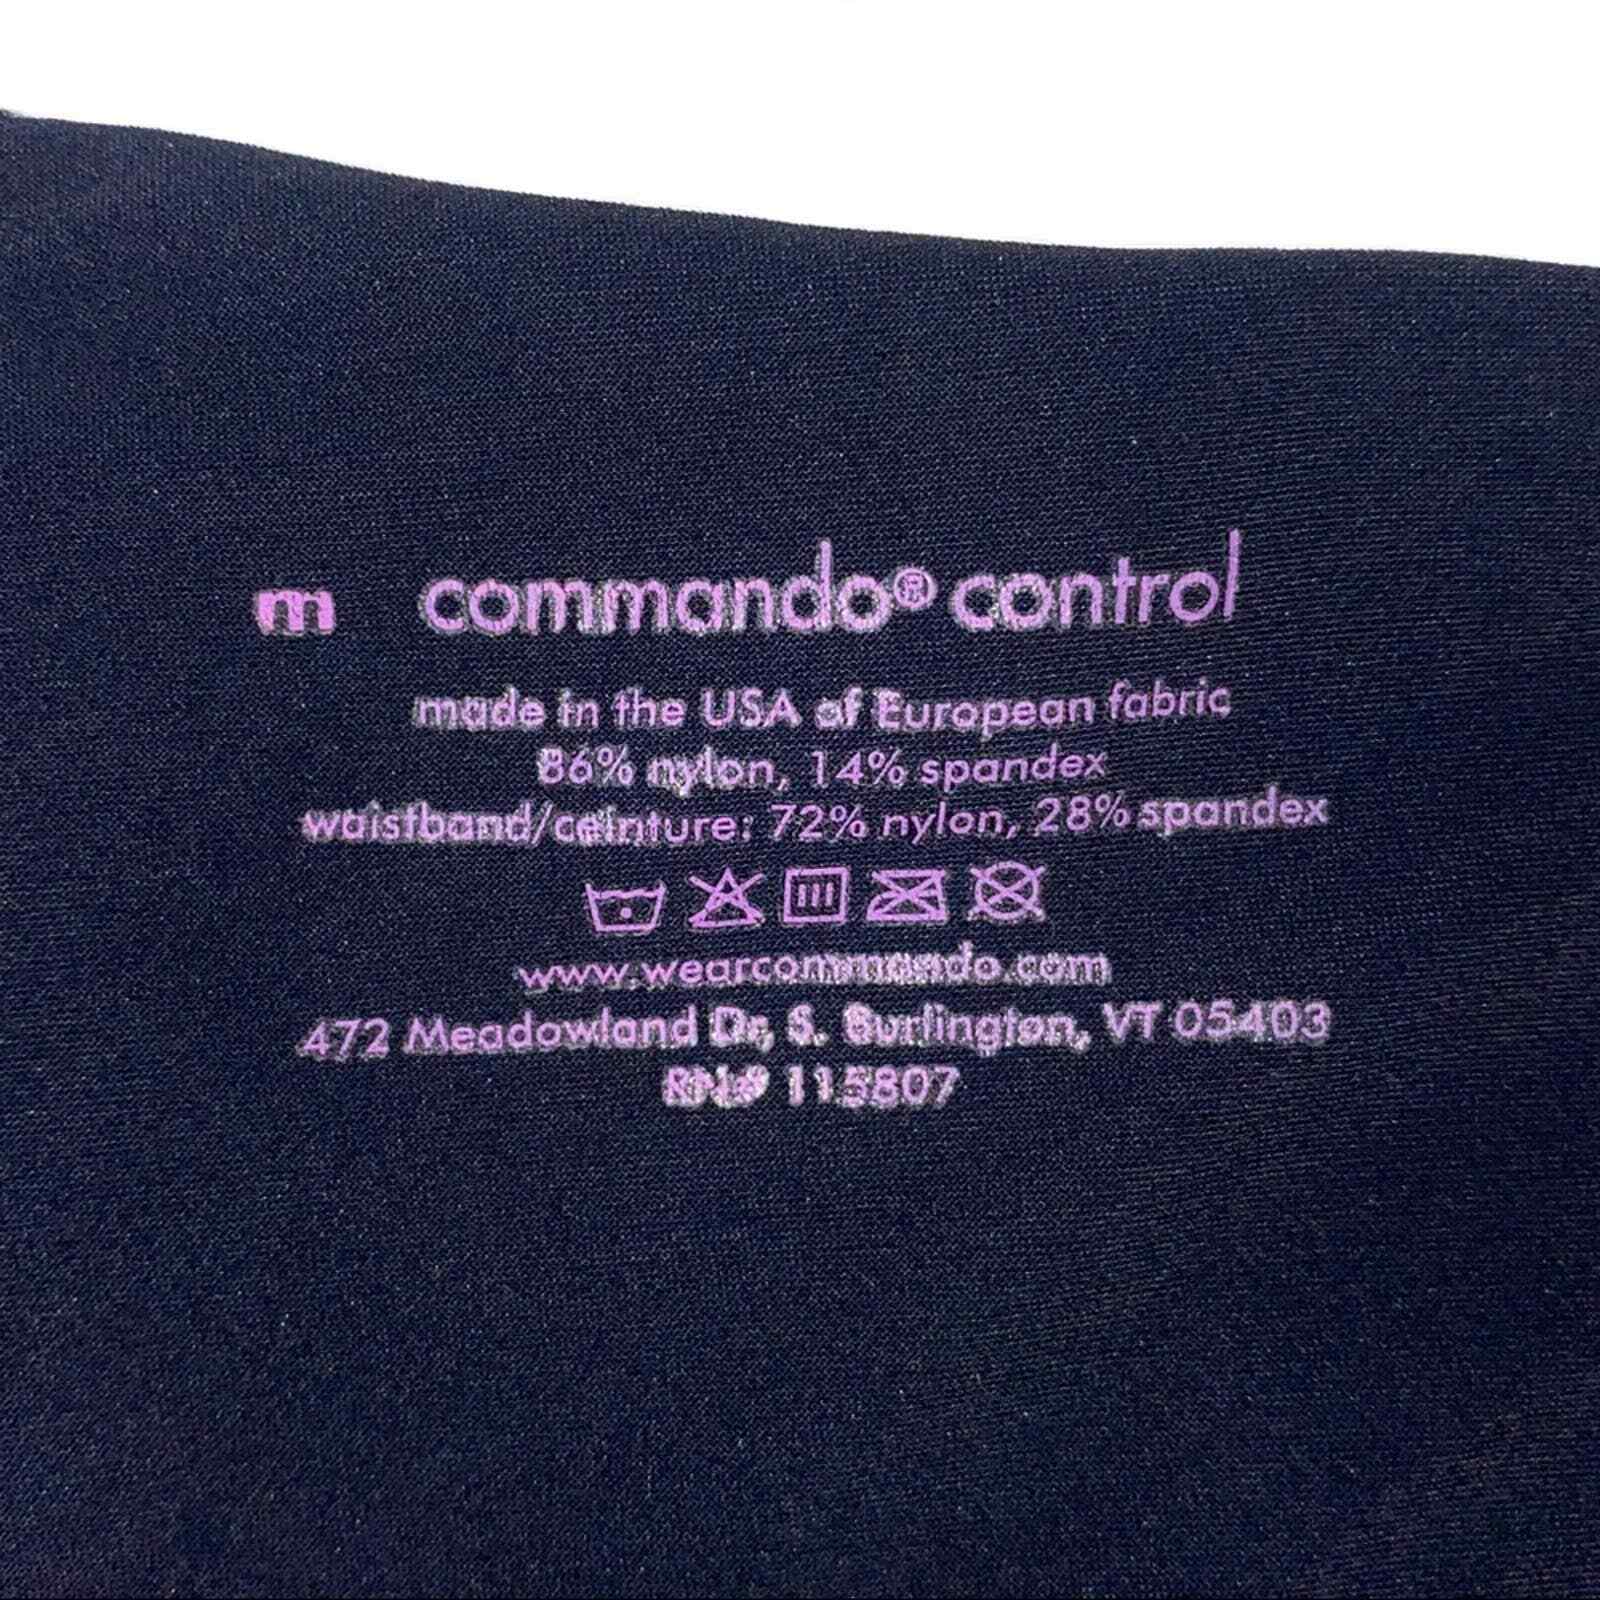 m commando® control
made in the USA of European fabric
86% nylon, 14% spandex
waistband/ceinture: 72% nylon, 28% spandex
www.wearcommando.com
472 Meadowland Dr, S. Burlington, VT 05403
RN# 115807